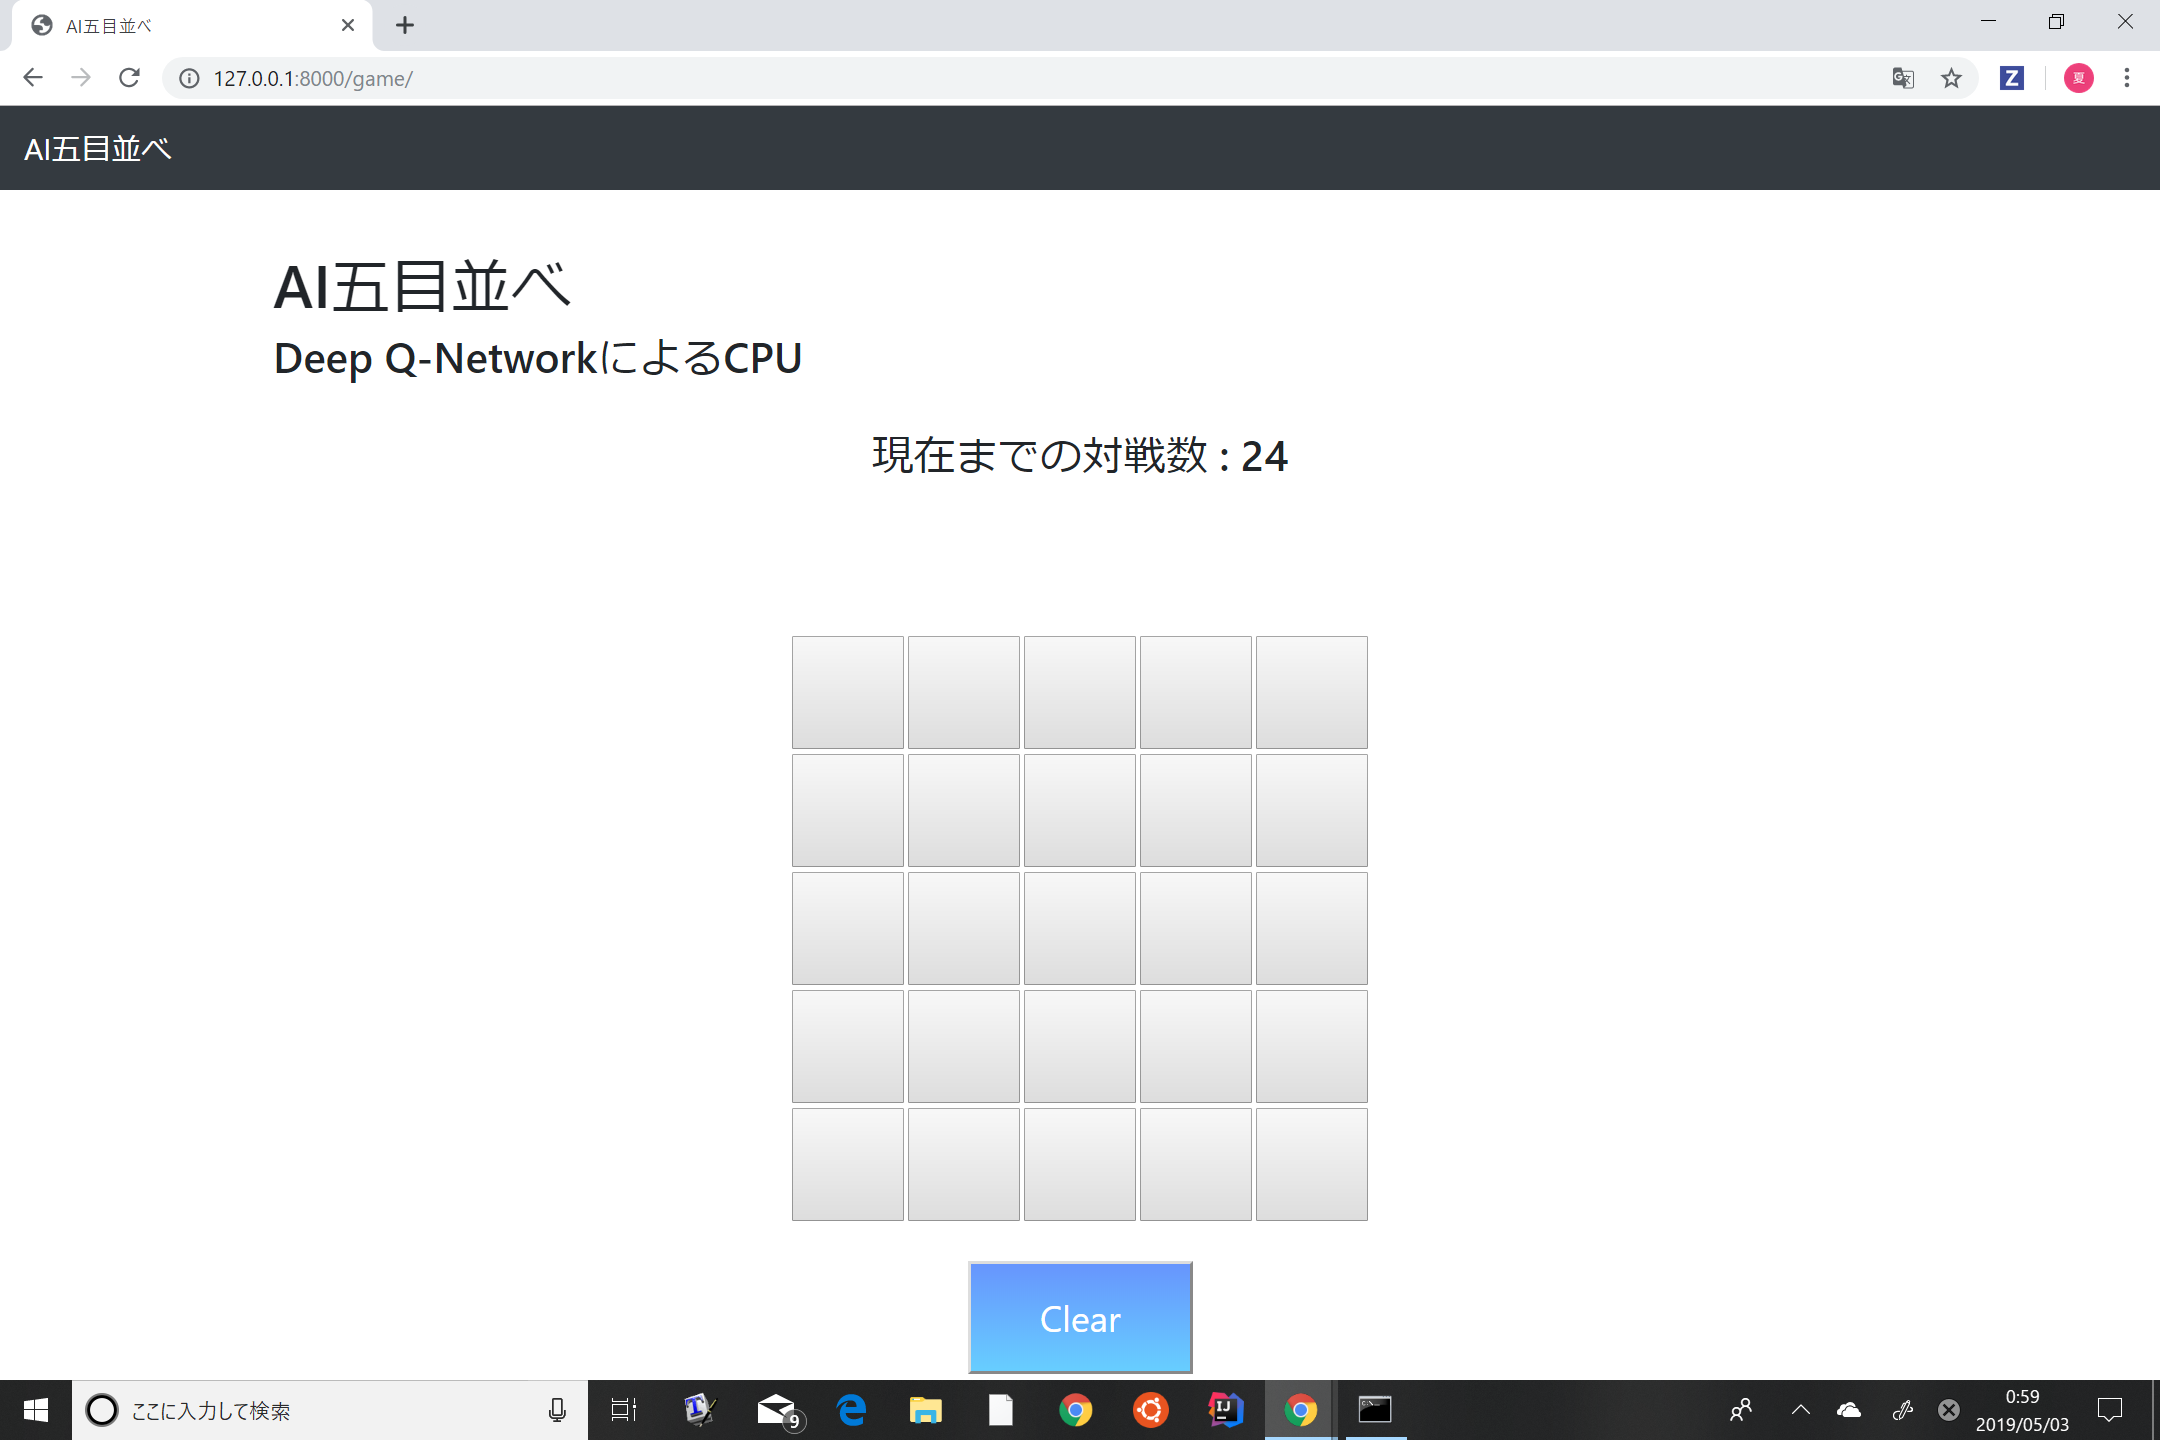 AI五目並べ
127.0.0.1:8000/game/
夏
AI五目並べ
AI五目並べ
Deep Q-NetworkによるCPU
現在までの対戦数 : 24
Clear
ここに入力して検索
9
0:59
2019/05/03